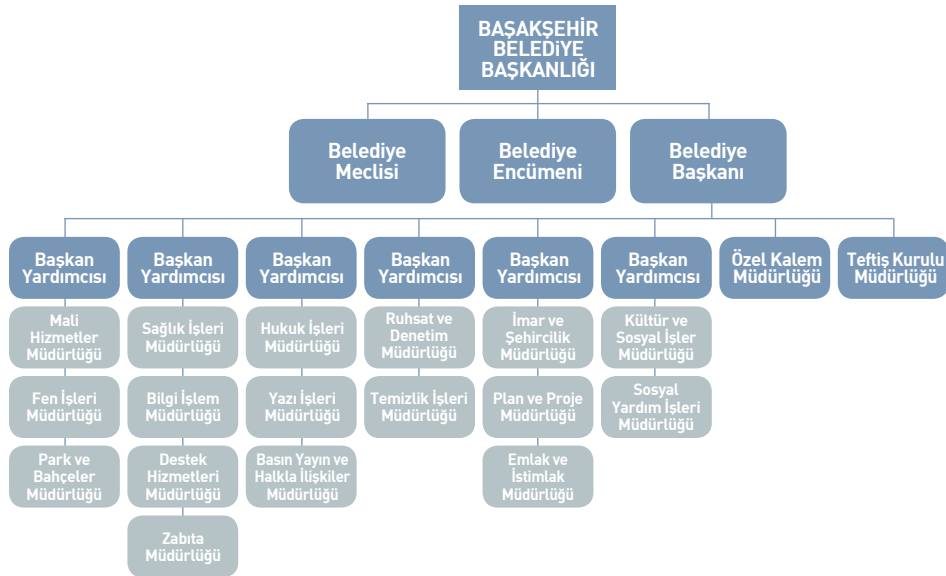 BAŞAKŞEHİR
BELEDİYE
BAŞKANLIĞI
Belediye
Meclisi
Belediye
Encümeni
Belediye
Başkanı
Başkan
Yardımcısı
Başkan
Yardımcısı
Başkan
Yardımcısı
Başkan
Yardımcısı
Başkan
Yardımcısı
Başkan
Yardımcısı
Özel Kalem
Müdürlüğü
Teftiş Kurulu
Müdürlüğü
Mali
Hizmetler
Müdürlüğü
Sağlık İşleri
Müdürlüğü
Hukuk İşleri
Müdürlüğü
Ruhsat ve
Denetim
Müdürlüğü
İmar ve
Şehircilik
Müdürlüğü
Kültür ve
Sosyal İşler
Müdürlüğü
Fen İşleri
Müdürlüğü
Bilgi İşlem
Müdürlüğü
Yazı İşleri
Müdürlüğü
Temizlik İşleri
Müdürlüğü
Plan ve Proje
Müdürlüğü
Sosyal
Yardım İşleri
Müdürlüğü
Park ve
Bahçeler
Müdürlüğü
Destek
Hizmetleri
Müdürlüğü
Basın Yayın ve
Halkla İlişkiler
Müdürlüğü
Emlak ve
İstimlak
Müdürlüğü
Zabıta
Müdürlüğü